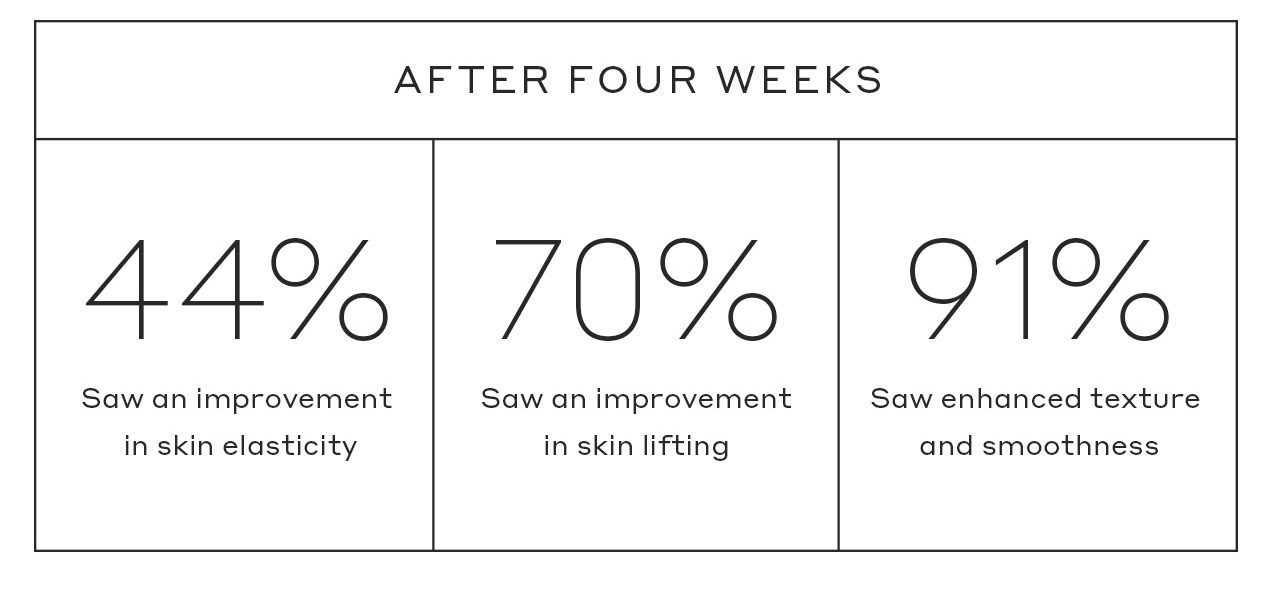 AFTER FOUR WEEKS
44%
Saw an improvement
in skin elasticity
70%
Saw an improvement
in skin lifting
91%
Saw enhanced texture
and smoothness